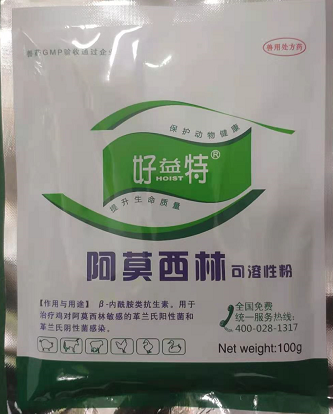 兽药GMP验收通过企业
兽用处方药
保护动物健康
好益特®
HOIST
提升生命质量
阿莫西林可溶性粉
【作用与用途】 β-内酰胺类抗生素。用于
治疗鸡对阿莫西林敏感的革兰氏阳性菌和
革兰氏阴性菌感染。
全国免费
统一服务热线:
400-028-1317
Net weight:100g